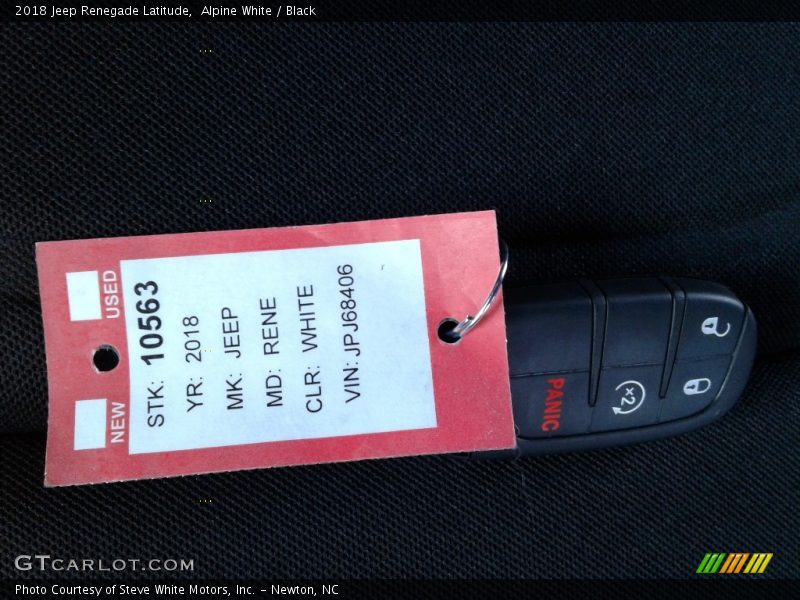 2018 Jeep Renegade Latitude,  Alpine White / Black
USED
NEW
STK: 10563
YR: 2018
MK: JEEP
MD: RENE
CLR: WHITE
VIN: JPJ68406
PANIC
×2
GTCARLOT.COM
Photo Courtesy of Steve White Motors, Inc. – Newton, NC